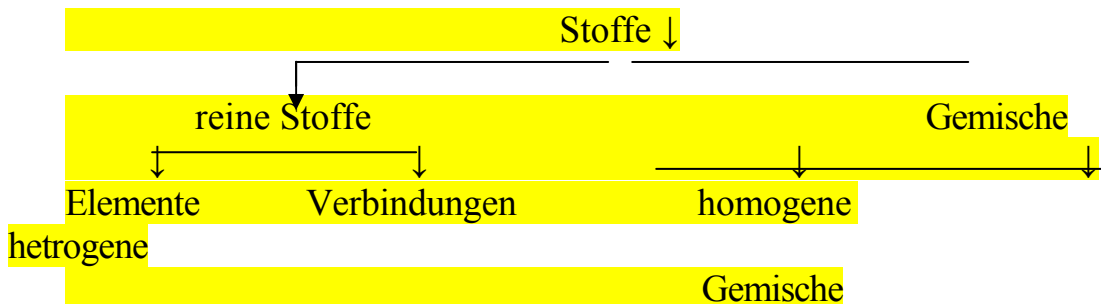 Stoffe ↓
reine Stoffe Gemische
↓ ↓ ↓ ↓
Elemente Verbindungen homogene
hetrogene
Gemische